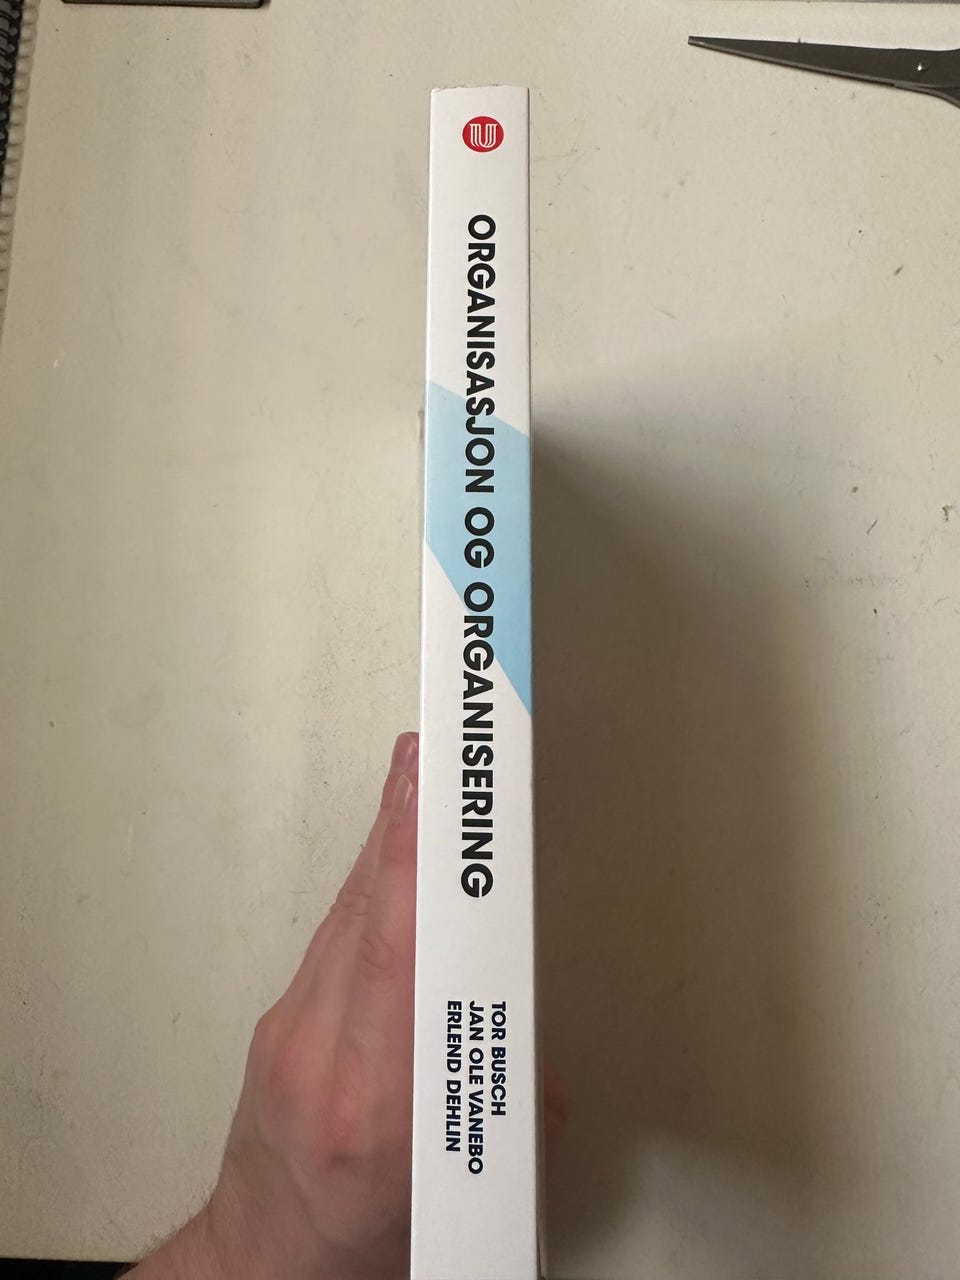 U
ORGANISASJON OG ORGANISERING
TOR BUSCH
JAN OLE VANEBO
ERLEND DEHLIN